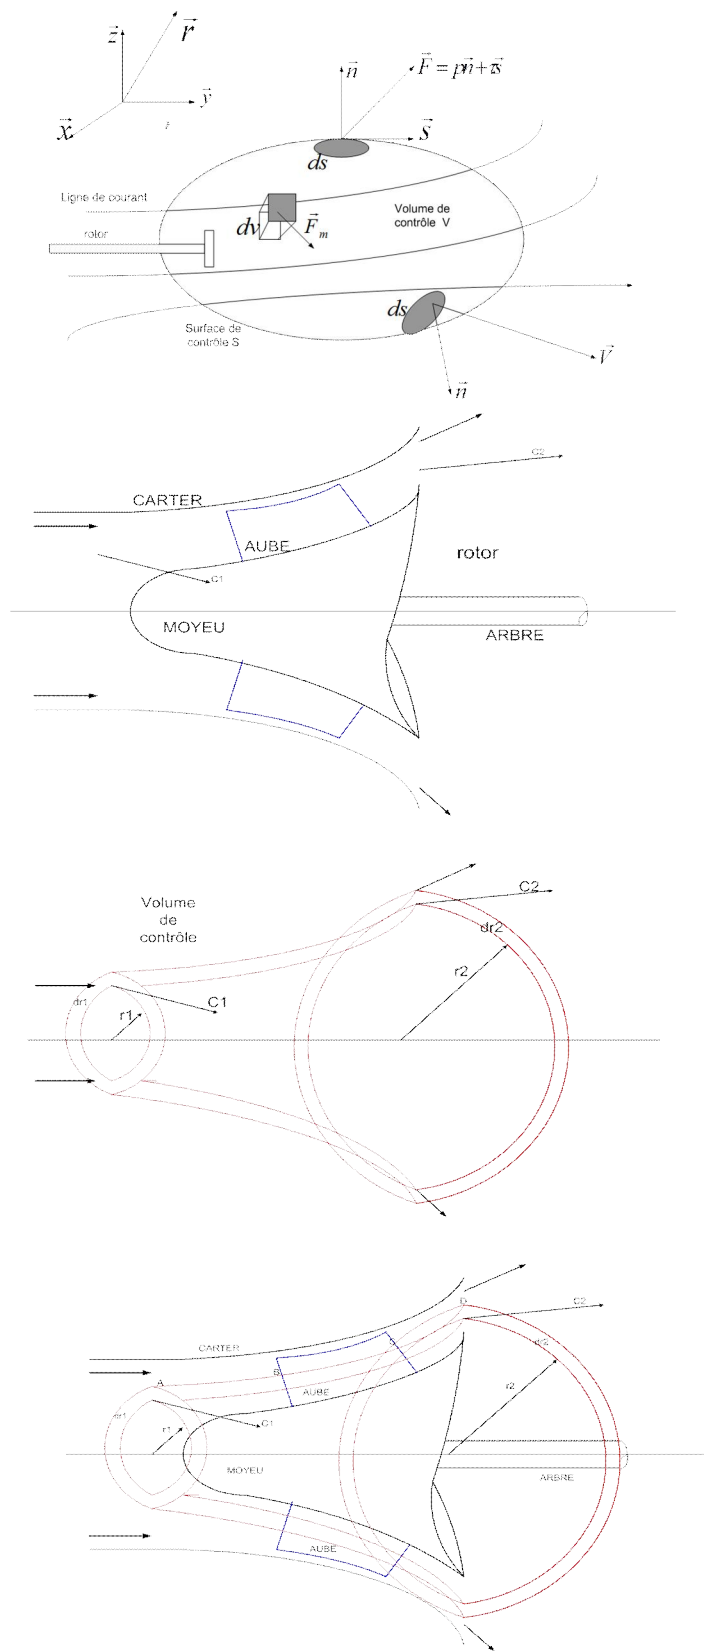 z⃗
r⃗
y⃗
x⃗
n⃗
F⃗ = pn⃗ + τs⃗
s⃗
ds
Ligne de courant
dv
F⃗m
Volume de
contrôle V
rotor
ds
Surface de
contrôle S
V⃗
n⃗
C2
CARTER
AUBE
rotor
C1
MOYEU
ARBRE
Volume
de
contrôle
C2
dr2
r2
dr1
C1
r1
D
C2
CARTER
dr2
B
A
AUBE
r2
dr1
r1
C1
MOYEU
ARBRE
AUBE